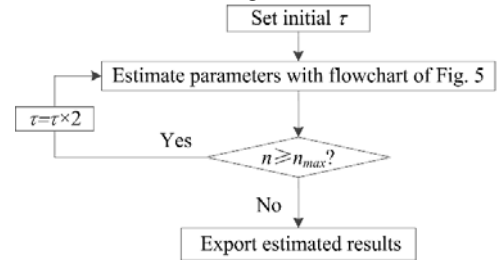 Set initial τ
Estimate parameters with flowchart of Fig. 5
τ=τ×2
Yes
n⩾nmax?
No
Export estimated results